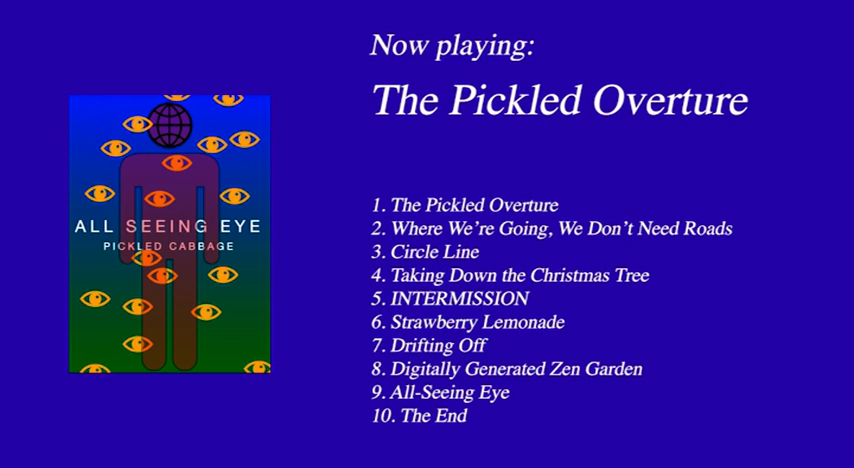 Now playing:
The Pickled Overture
ALL SEEING EYE
PICKLED CABBAGE
1. The Pickled Overture
2. Where We’re Going, We Don’t Need Roads
3. Circle Line
4. Taking Down the Christmas Tree
5. INTERMISSION
6. Strawberry Lemonade
7. Drifting Off
8. Digitally Generated Zen Garden
9. All-Seeing Eye
10. The End